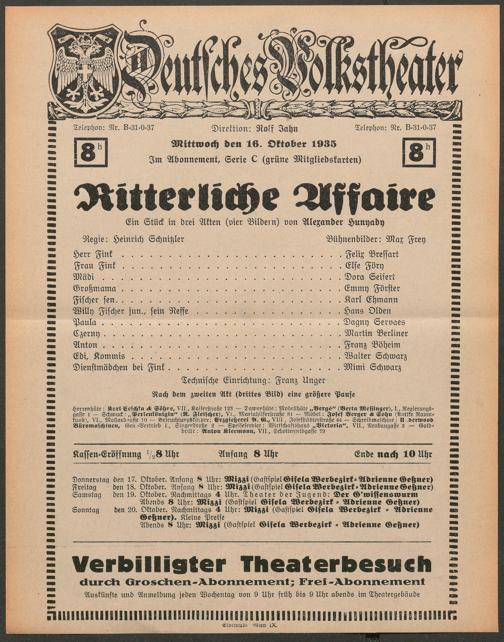 Deutsches Volkstheater
Telephon: Nr. B-31-0-37 Direktion: Rolf Jahn Telephon: Nr. B-31-0-37
8h Mittwoch den 16. Oktober 1935 8h
Im Abonnement, Serie C (grüne Mitgliedskarten)
Ritterliche Affaire
Ein Stück in drei Akten (vier Bildern) von Alexander Hunyady
Regie: Heinrich Schnitzler Bühnenbilder: Max Frey
Herr Fink . . . Felix Bressart
Frau Fink . . . Else Föry
Mädi . . . Dora Seifert
Großmama . . . Emmy Förster
Fischer sen. . . . Karl Ehmann
Willy Fischer jun., sein Neffe . . . Hans Olden
Paula . . . Dagny Servaes
Czerny . . . Martin Berliner
Anton . . . Franz Böheim
Edi, Kommis . . . Walter Schwarz
Dienstmädchen bei Fink . . . Mimi Schwarz
Technische Einrichtung: Franz Unger
Nach dem zweiten Akt (drittes Bild) eine größere Pause
Kassen-Eröffnung 1/28 Uhr Anfang 8 Uhr Ende nach 10 Uhr
Donnerstag den 17. Oktober. Anfang 8 Uhr: Mizzi (Gastspiel Gisela Werbezirk - Adrienne Geßner)
Freitag den 18. Oktober. Anfang 8 Uhr: Mizzi (Gastspiel Gisela Werbezirk - Adrienne Geßner)
Samstag den 19. Oktober. Nachmittags 4 Uhr: Theater der Jugend: Der G'wissenswurm
Abends 8 Uhr: Mizzi (Gastspiel Gisela Werbezirk - Adrienne Geßner)
Sonntag den 20. Oktober. Nachmittags 4 Uhr: Mizzi (Gastspiel Gisela Werbezirk - Adrienne
Geßner). Kleine Preise
Abends 8 Uhr: Mizzi (Gastspiel Gisela Werbezirk - Adrienne Geßner)
Verbilligter Theaterbesuch
durch Groschen-Abonnement; Frei-Abonnement
Auskünfte und Anmeldung jeden Wochentag von 9 Uhr früh bis 9 Uhr abends im Theatergebäude
Wien IX.